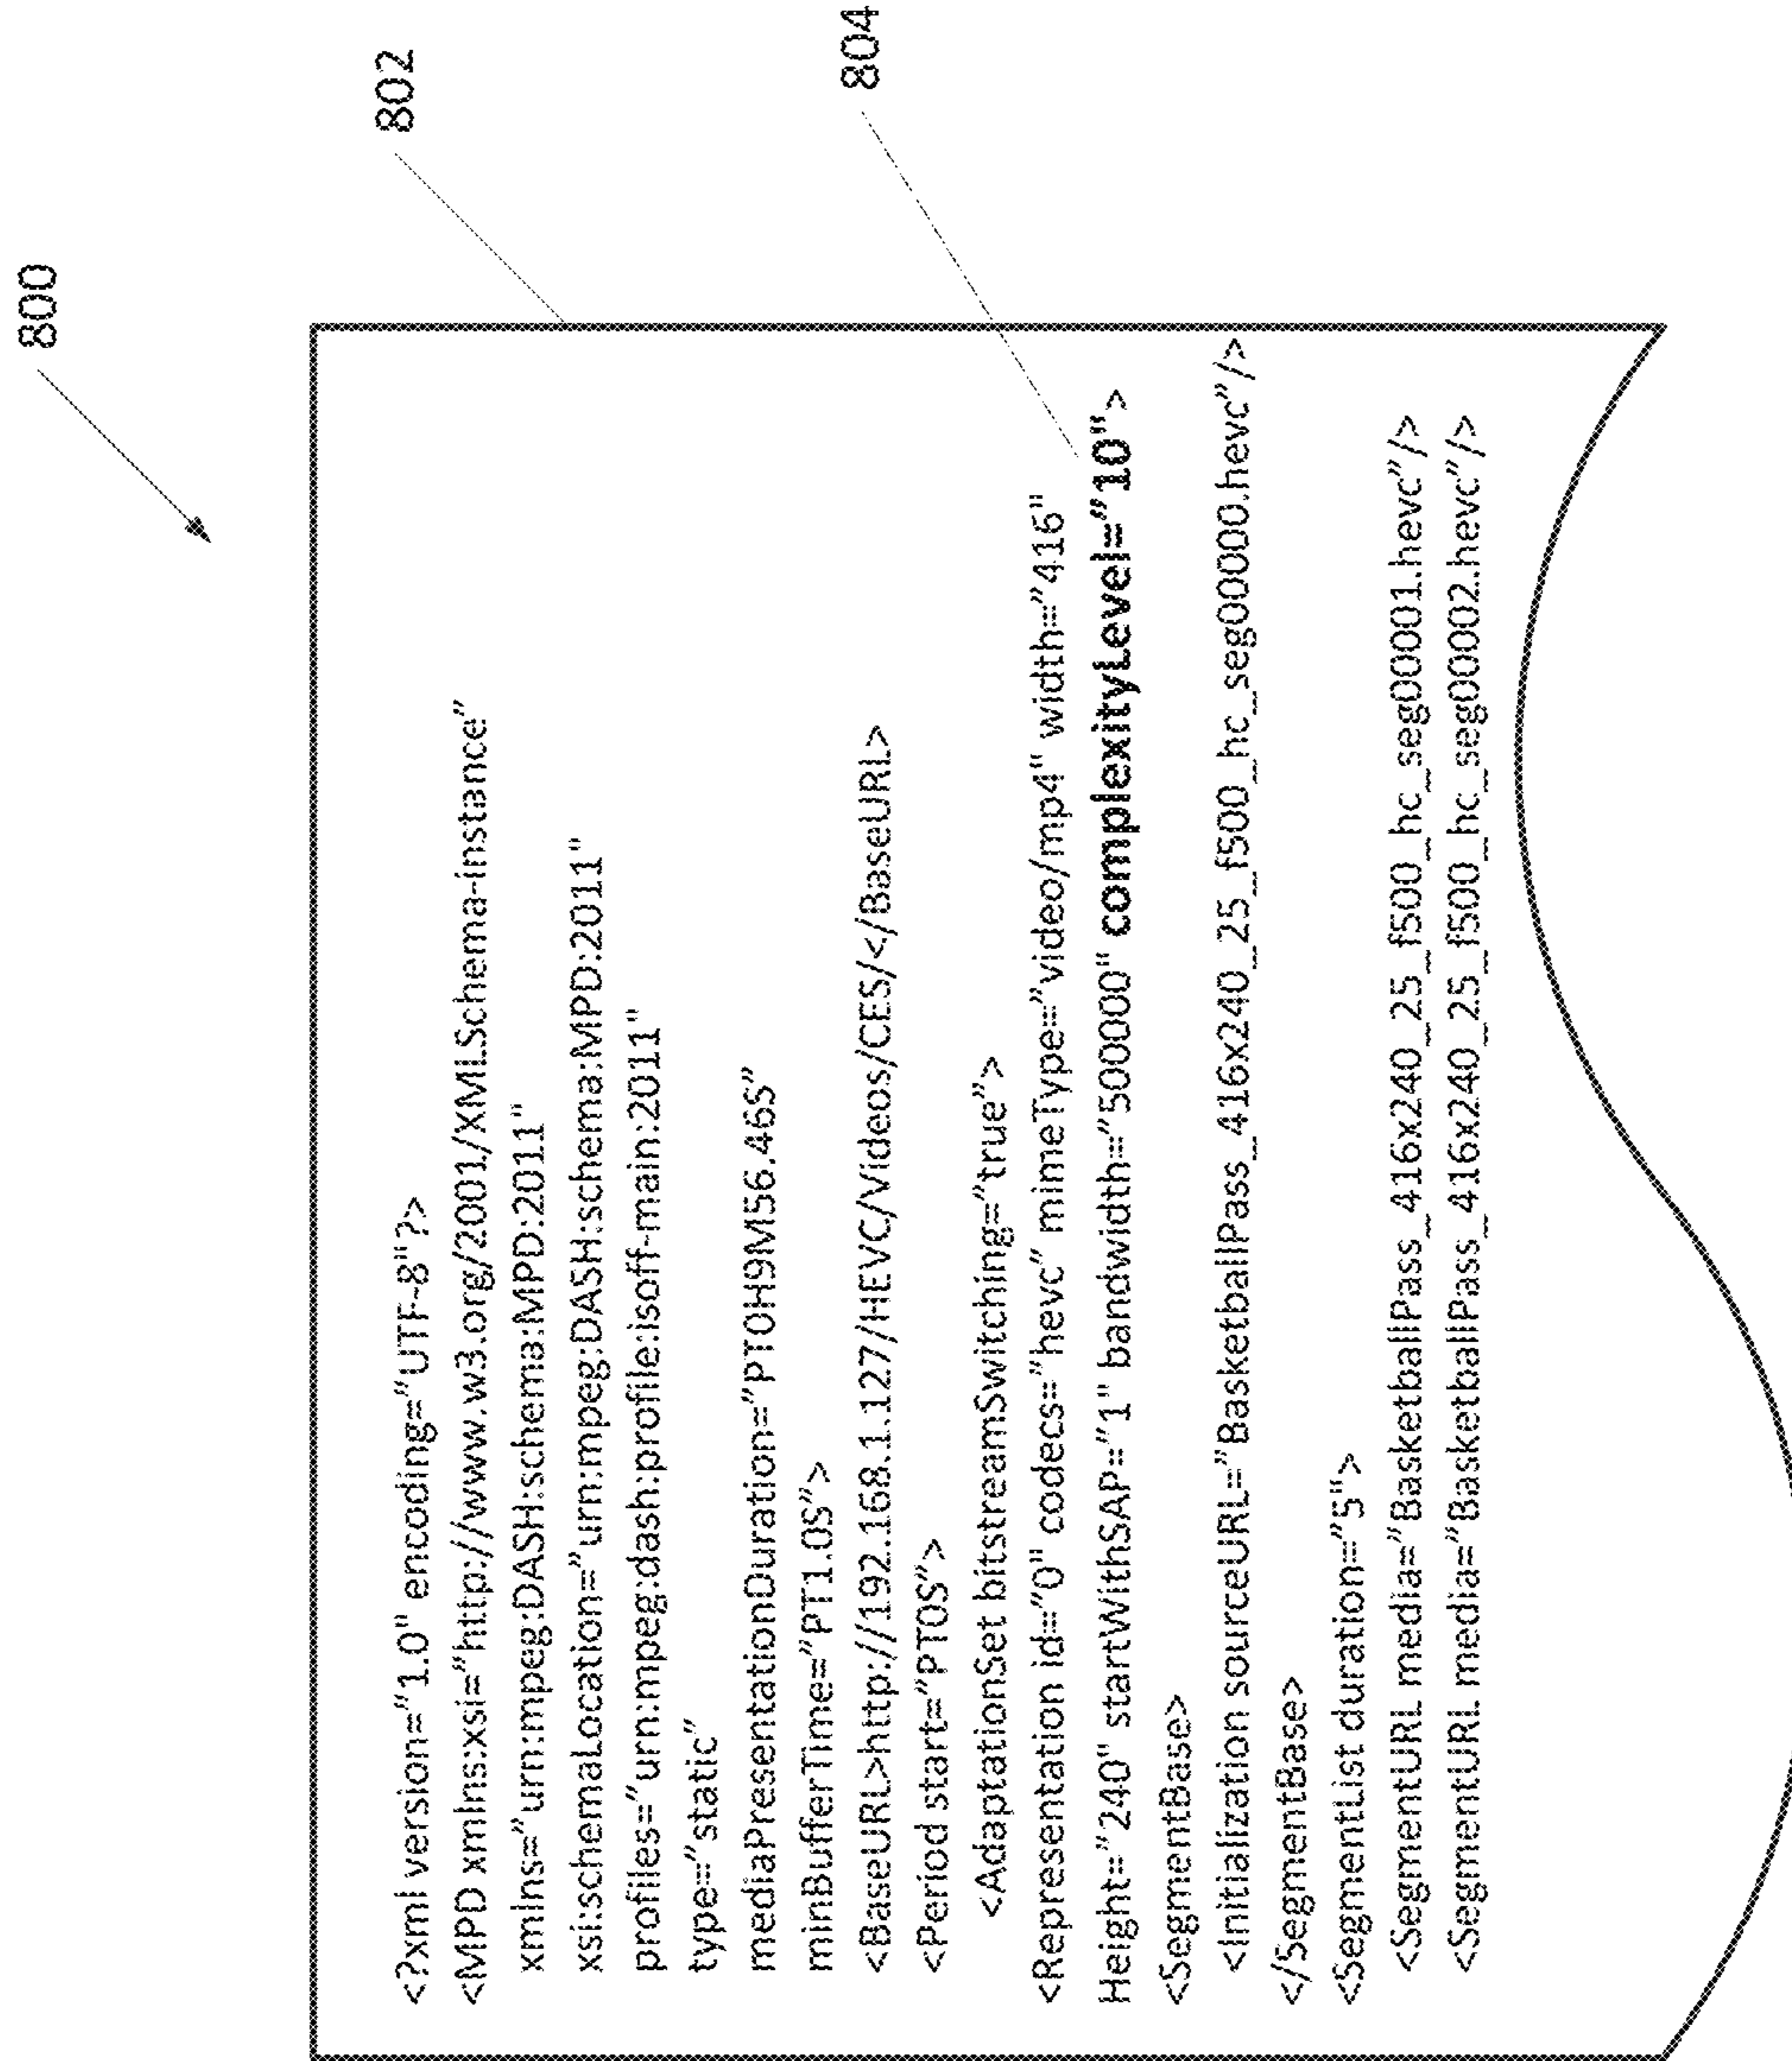 800
802
804
<?xml version="1.0" encoding="UTF-8"?>
<MPD xmlns:xsi="http://www.w3.org/2001/XMLSchema-instance"
xmlns="urn:mpeg:DASH:schema:MPD:2011"
xsi:schemaLocation="urn:mpeg:DASH:schema:MPD:2011"
profiles="urn:mpeg:dash:profile:isoff-main:2011"
type="static"
mediaPresentationDuration="PT0H9M56.46S"
minBufferTime="PT1.0S">
<BaseURL>http://192.168.1.127/HEVC/Videos/CES/</BaseURL>
<Period start="PT0S">
<AdaptationSet bitstreamSwitching="true">
<Representation id="0" codecs="hevc" mimeType="video/mp4" width="416"
Height="240" startWithSAP="1" bandwidth="50000" complexityLevel="10">
<SegmentBase>
<Initialization sourceURL="BasketballPass_416x240_25_f500_hc_seg00000.hevc"/>
</SegmentBase>
<SegmentList duration="5">
<SegmentURL media="BasketballPass_416x240_25_f500_hc_seg00001.hevc"/>
<SegmentURL media="BasketballPass_416x240_25_f500_hc_seg00002.hevc"/>